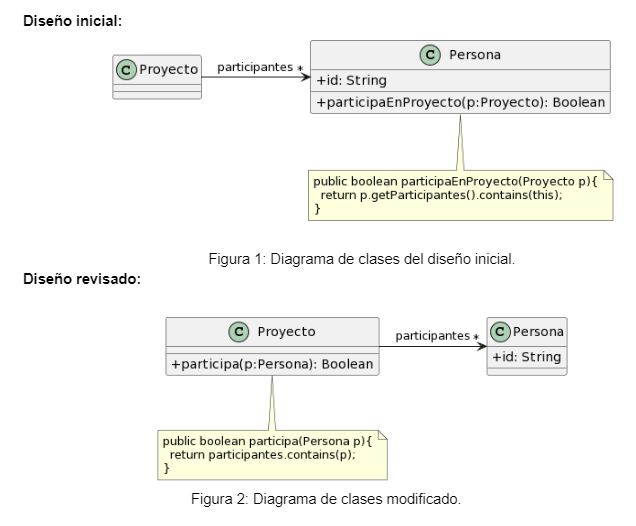 Diseño inicial:
C Proyecto
participantes *
C Persona
+id: String
+participaEnProyecto(p:Proyecto): Boolean
public boolean participaEnProyecto(Proyecto p){
return p.getParticipantes().contains(this);
}
Figura 1: Diagrama de clases del diseño inicial.
Diseño revisado:
C Proyecto
+participa(p:Persona): Boolean
participantes *
C Persona
+id: String
public boolean participa(Persona p){
return participantes.contains(p);
}
Figura 2: Diagrama de clases modificado.